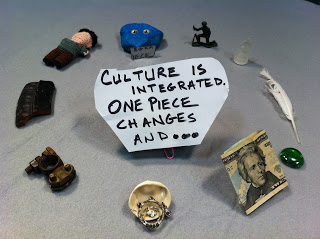 CULTURE IS
INTEGRATED.
ONE PIECE
CHANGES
AND...